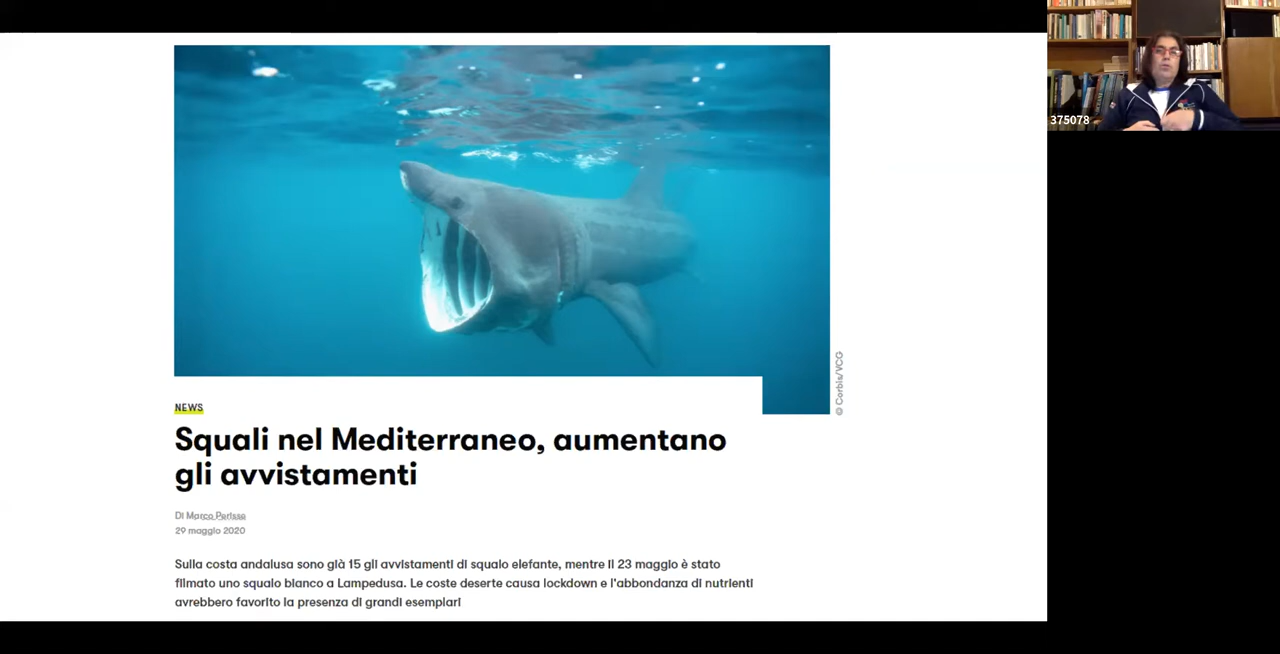 375078
© Corbis/VCG
NEWS
Squali nel Mediterraneo, aumentano
gli avvistamenti
Di Marco Perisse
29 maggio 2020
Sulla costa andalusa sono già 15 gli avvistamenti di squalo elefante, mentre il 23 maggio è stato
filmato uno squalo bianco a Lampedusa. Le coste deserte causa lockdown e l'abbondanza di nutrienti
avrebbero favorito la presenza di grandi esemplari